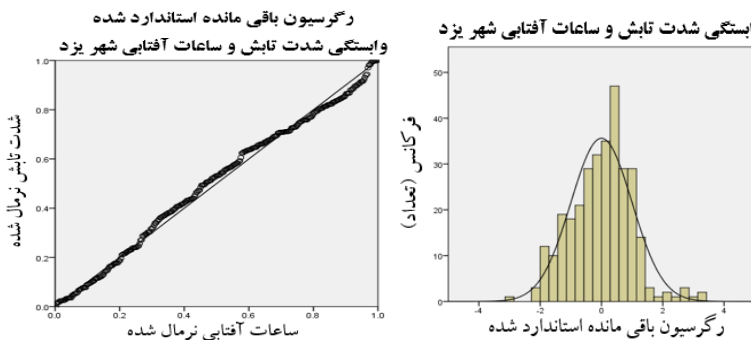 رگرسیون باقی مانده استاندارد شده
وابستگی شدت تابش و ساعات آفتابی شهر یزد
شدت تابش نرمال شده
1.0
0.8
0.6
0.4
0.2
0.0
0.0 0.2 0.4 0.6 0.8 1.0
ساعات آفتابی نرمال شده
ابستگی شدت تابش و ساعات آفتابی شهر یزد
فرکانس (تعداد)
50
40
30
20
10
0
-4 -2 0 2 4
رگرسیون باقی مانده استاندارد شده